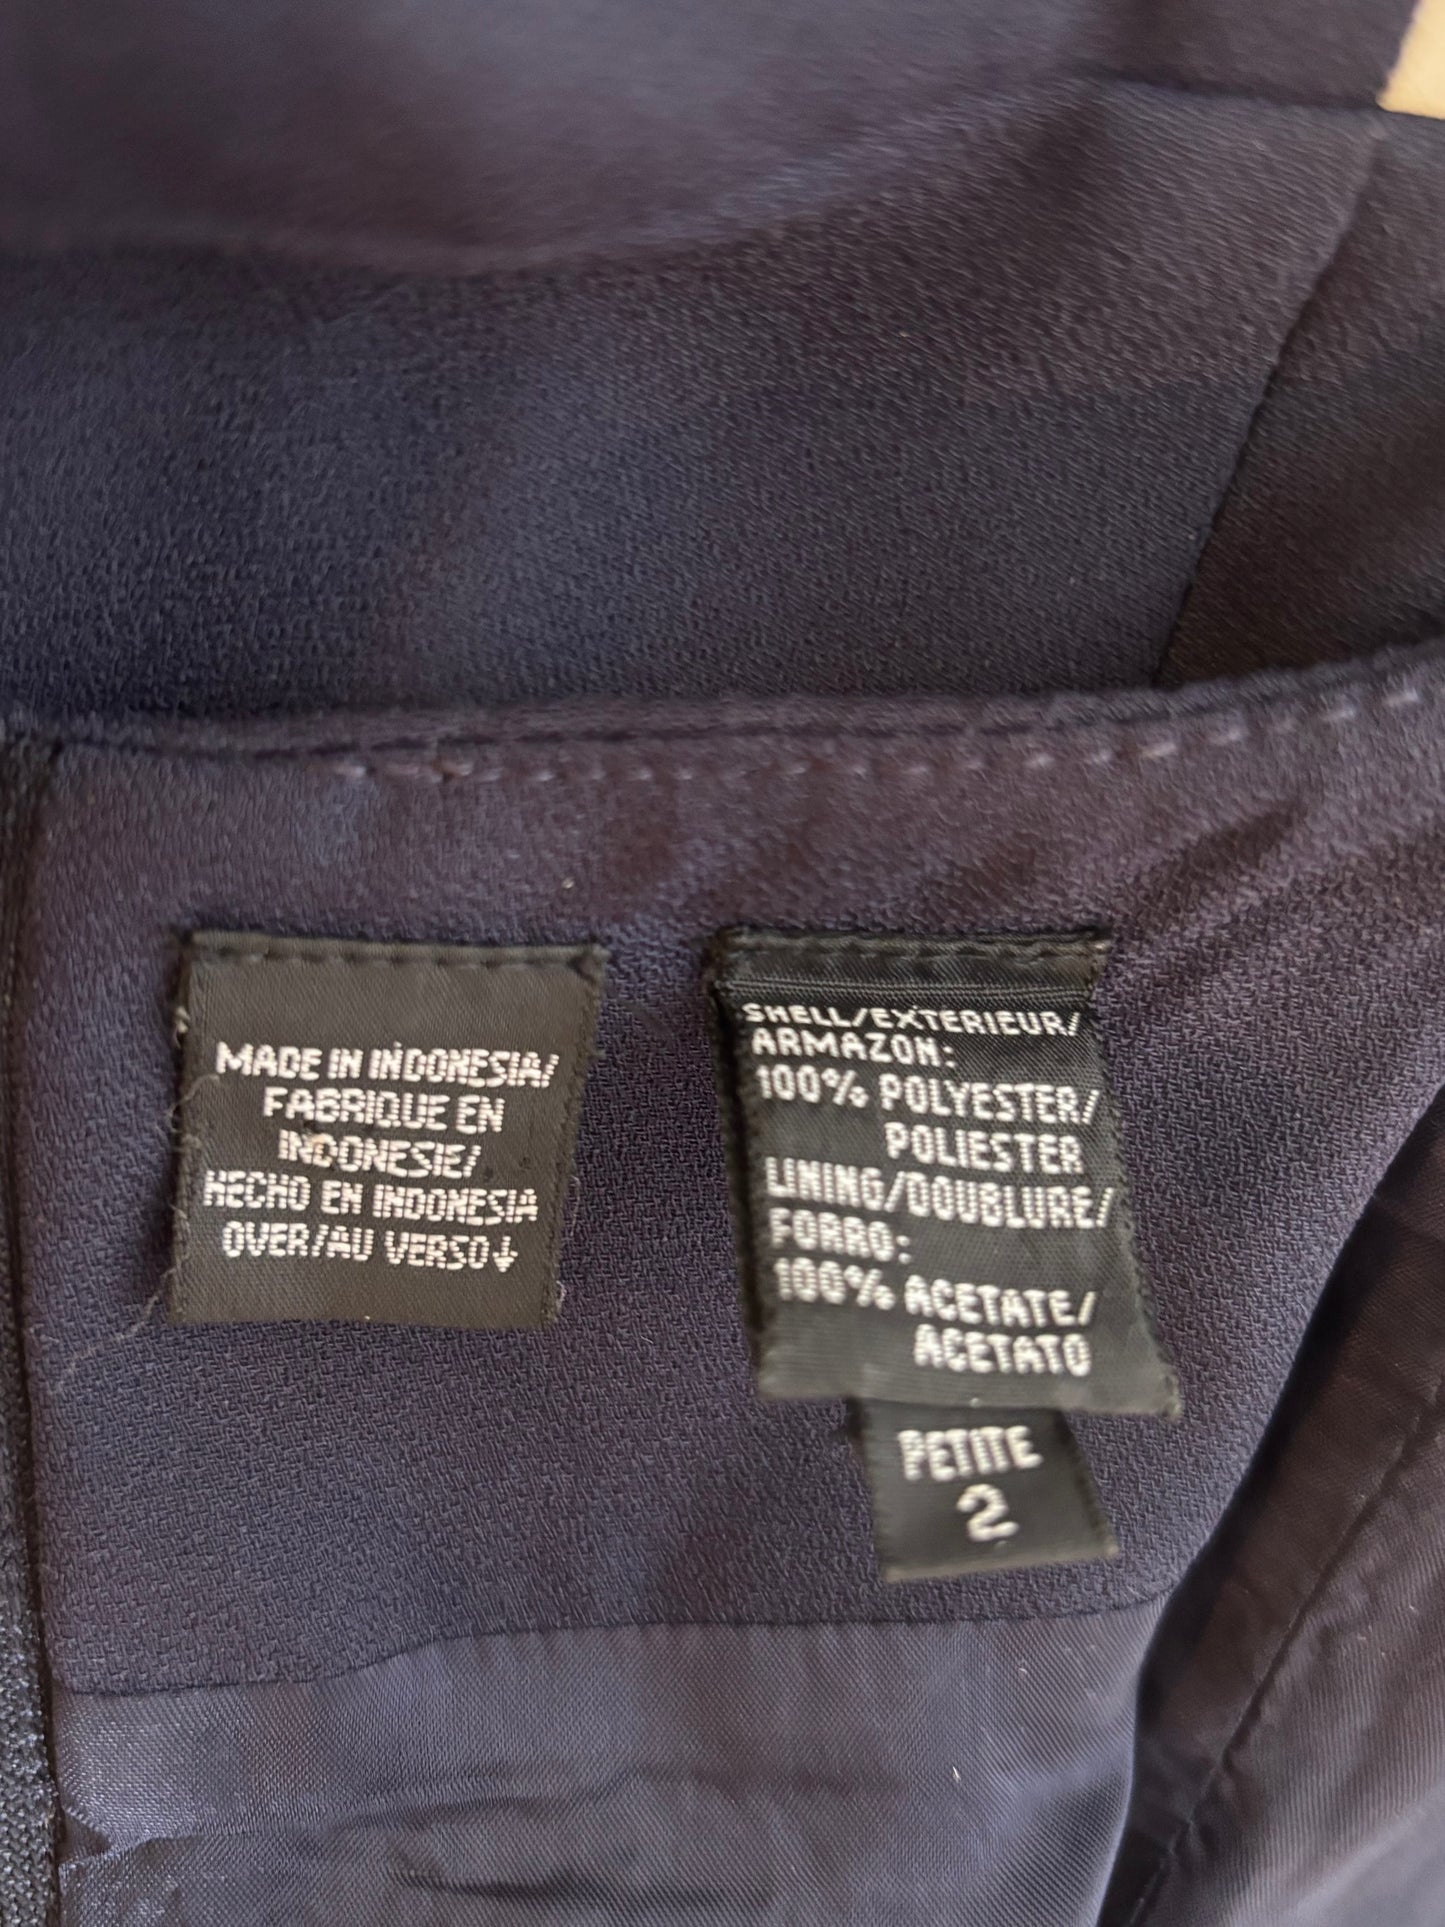 MADE IN INDONESIA/
FABRIQUE EN
INDONESIE/
HECHO EN INDONESIA
OVER/AU VERSO↓
SHELL/EXTERIEUR/
ARMAZON:
100% POLYESTER/
POLIESTER
LINING/DOUBLURE/
FORRO:
100% ACETATE/
ACETATO
PETITE
2